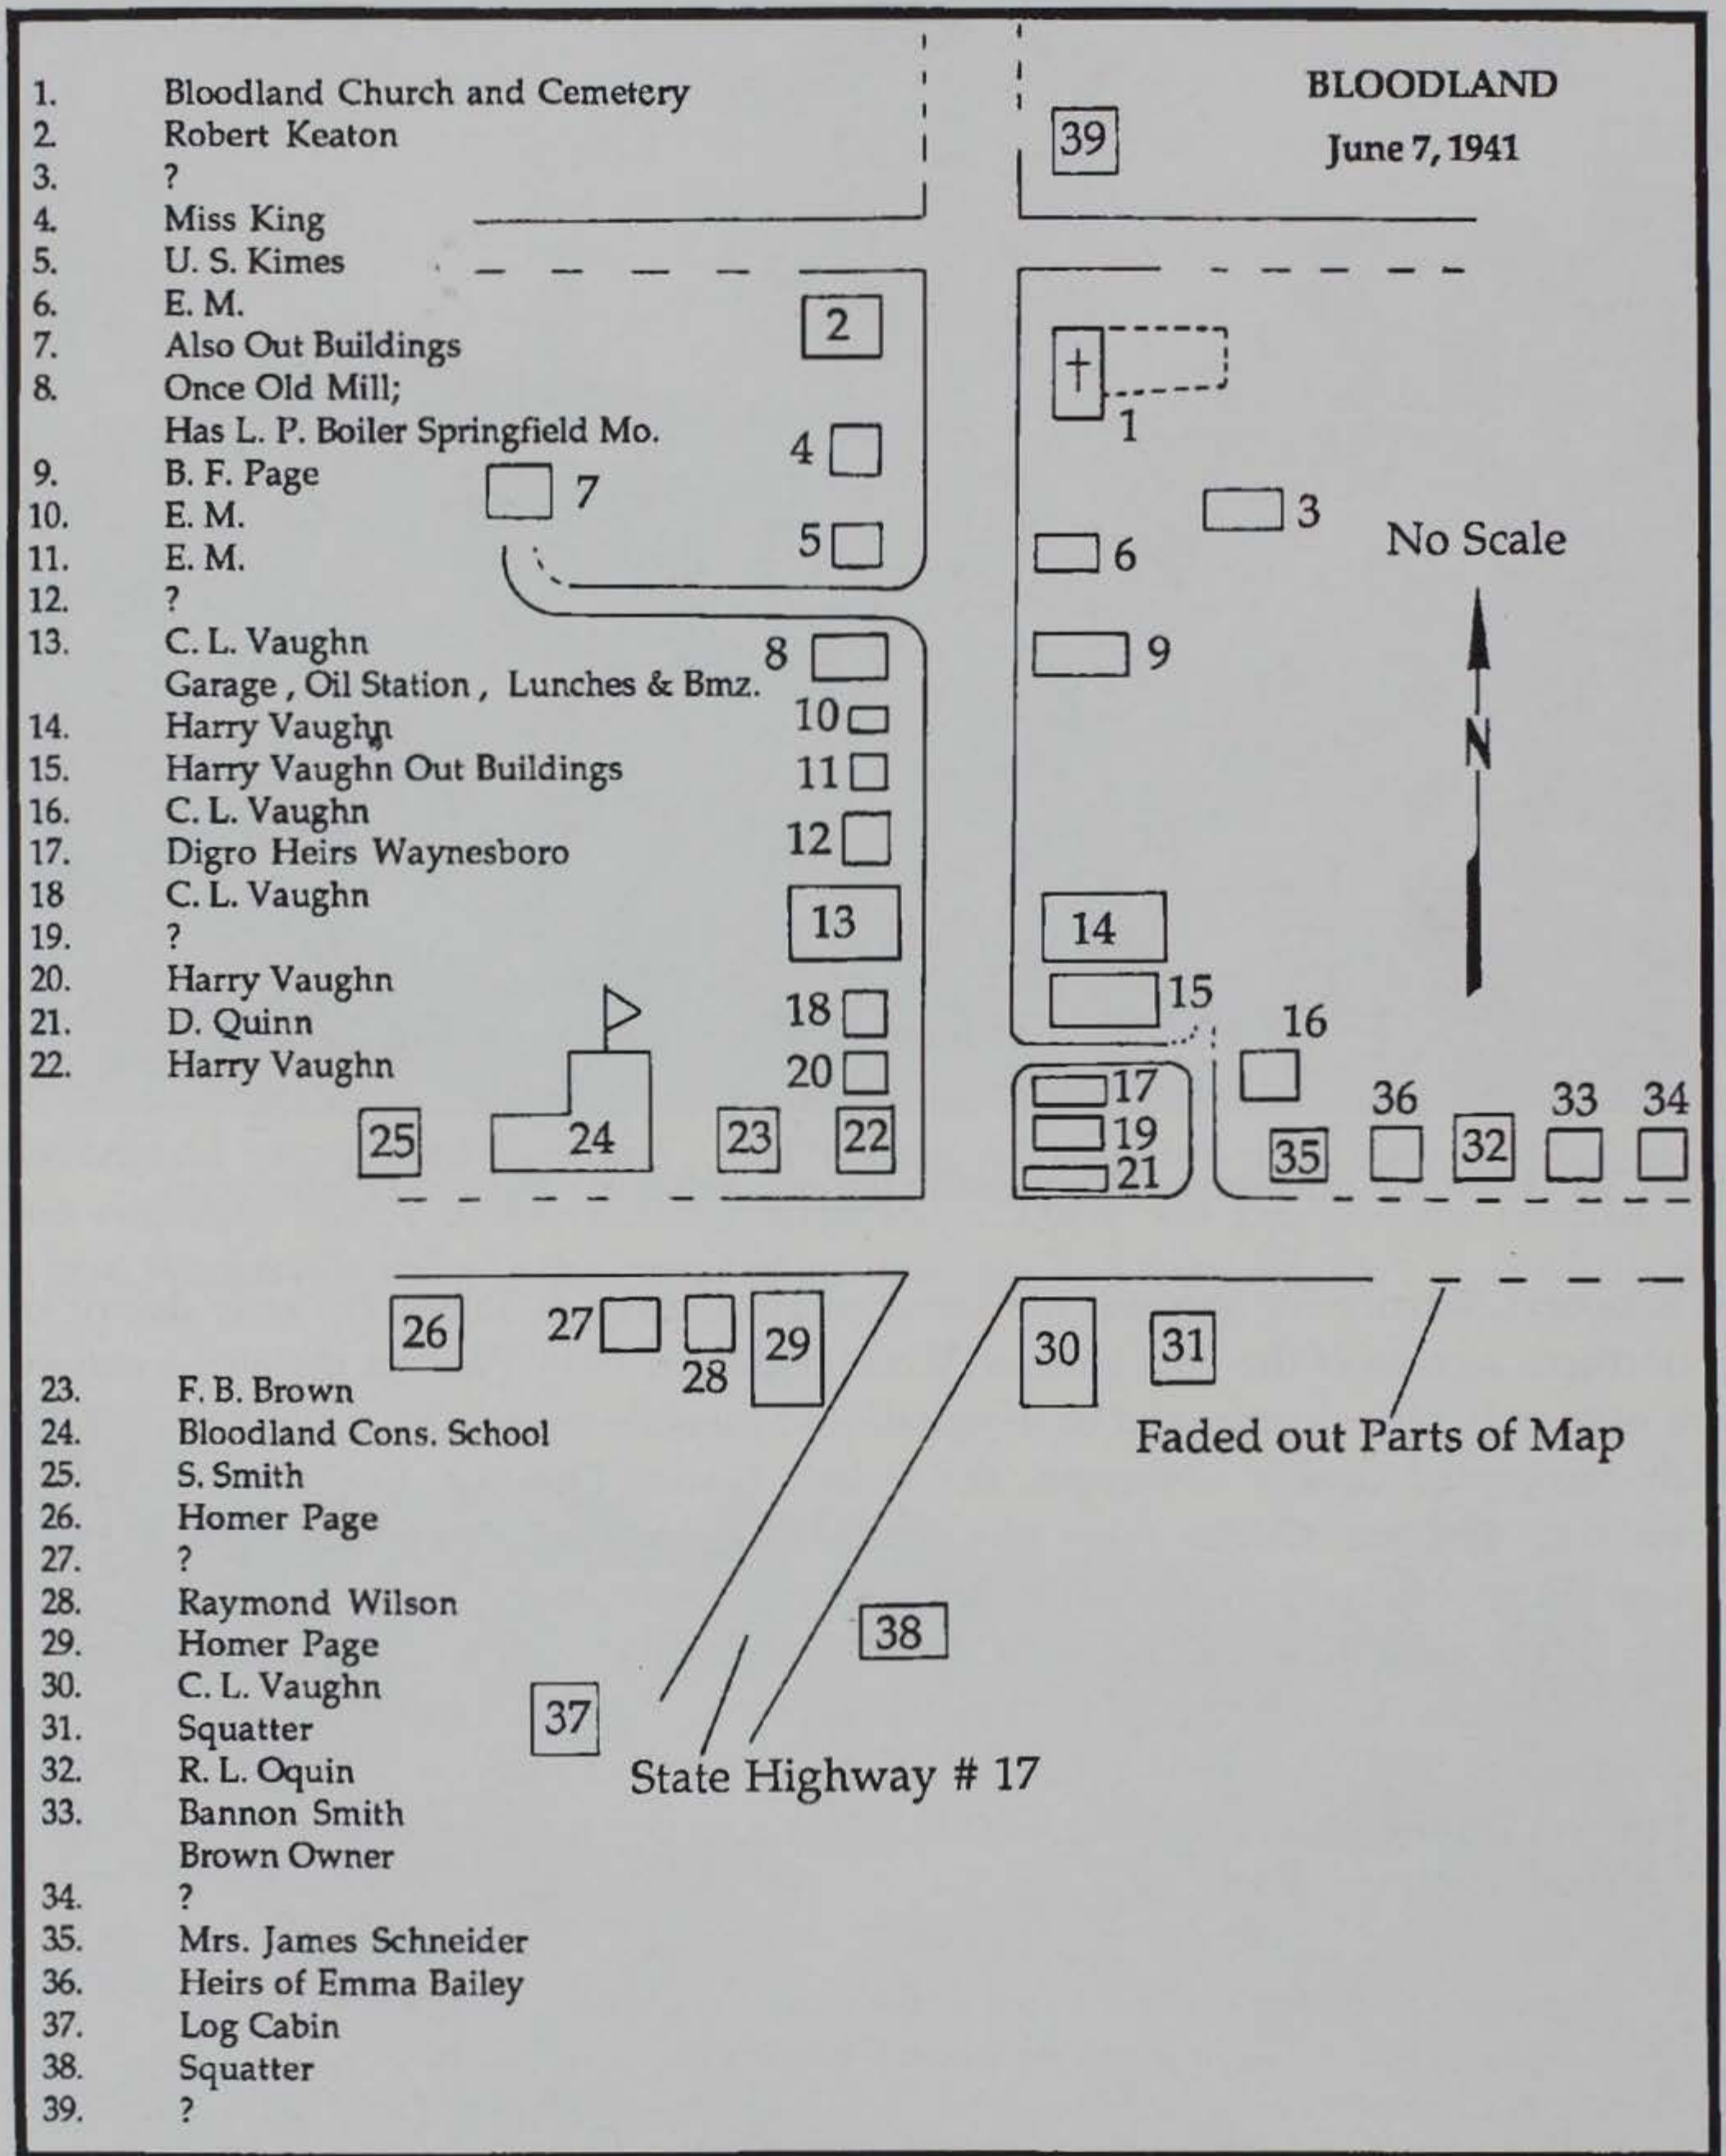 BLOODLAND
June 7, 1941
1. Bloodland Church and Cemetery
2. Robert Keaton
3. ?
4. Miss King
5. U. S. Kimes
6. E. M.
7. Also Out Buildings
8. Once Old Mill;
Has L. P. Boiler Springfield Mo.
9. B. F. Page
10. E. M.
11. E. M.
12. ?
13. C. L. Vaughn
Garage , Oil Station , Lunches & Bmz.
14. Harry Vaughn
15. Harry Vaughn Out Buildings
16. C. L. Vaughn
17. Digro Heirs Waynesboro
18 C. L. Vaughn
19. ?
20. Harry Vaughn
21. D. Quinn
22. Harry Vaughn
23. F. B. Brown
24. Bloodland Cons. School
25. S. Smith
26. Homer Page
27. ?
28. Raymond Wilson
29. Homer Page
30. C. L. Vaughn
31. Squatter
32. R. L. Oquin
33. Bannon Smith
Brown Owner
34. ?
35. Mrs. James Schneider
36. Heirs of Emma Bailey
37. Log Cabin
38. Squatter
39. ?
39
2
1
4
7
3
5
6
No Scale
8
9
10
N
11
12
13
14
15
18
16
20
17
36
33
34
25
24
23
22
19
35
32
21
26
27
28
29
30
31
Faded out Parts of Map
38
37
State Highway # 17